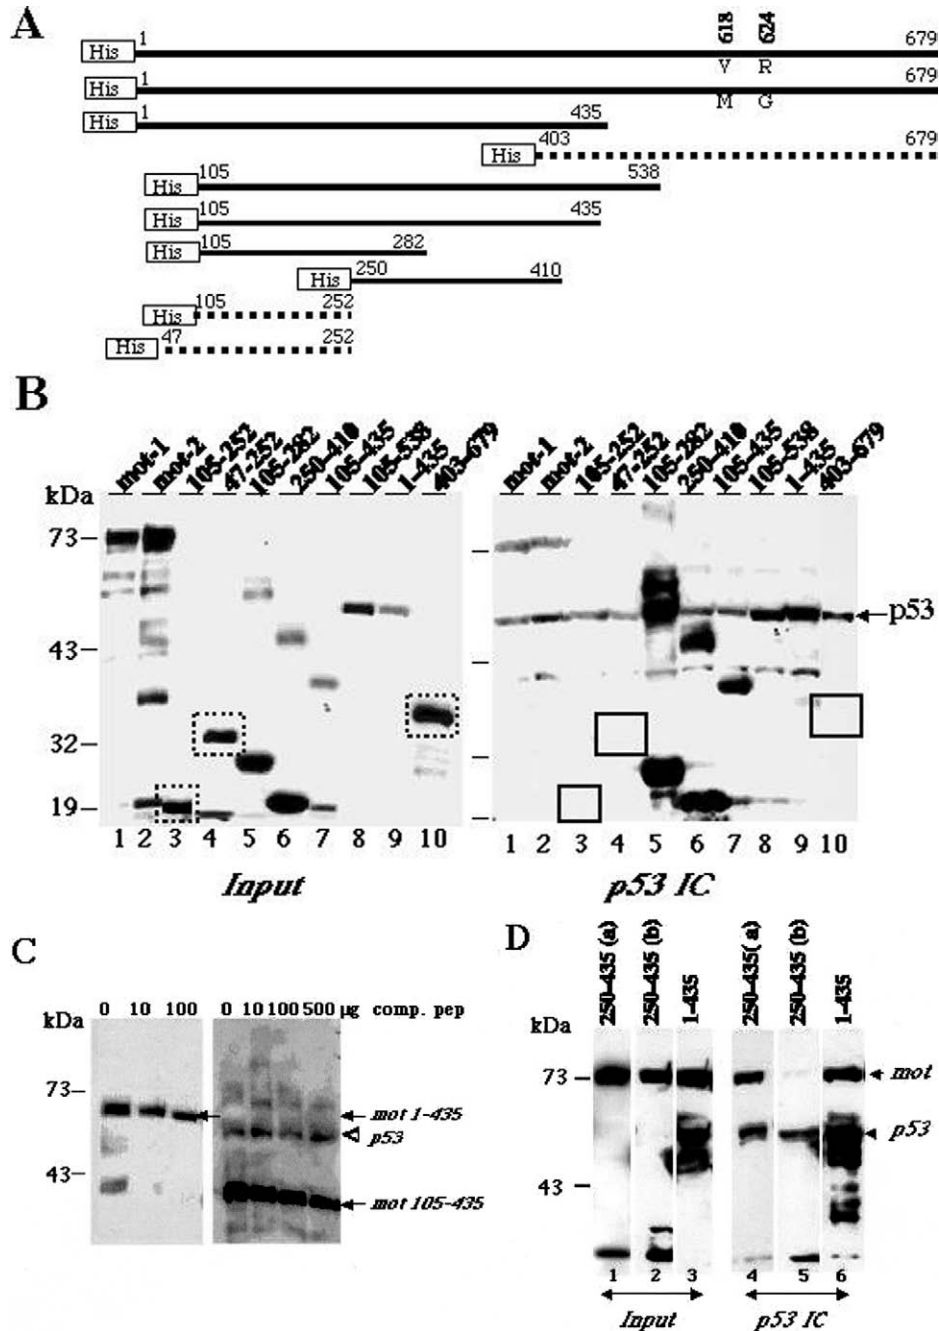 A
618 624
His 1 679
V R
His 1 679
M G
His 1 435
His 403 679
His 105 538
His 105 435
His 105 282
His 250 410
His 105 252
His 47 252
B
mot-1 mot-2 105-252 47-252 105-282 250-410 105-435 105-538 1-435 403-679
mot-1 mot-2 105-252 47-252 105-282 250-410 105-435 105-538 1-435 403-679
kDa
73
p53
43
32
19
1 2 3 4 5 6 7 8 9 10
1 2 3 4 5 6 7 8 9 10
Input
p53 IC
C
0 10 100
0 10 100 500 µg comp. pep
kDa
73
mot 1-435
p53
43
mot 105-435
D
250-435 (a) 250-435 (b) 1-435
250-435( a) 250-435 (b) 1-435
kDa
73
mot
p53
43
1 2 3 4 5 6
Input p53 IC